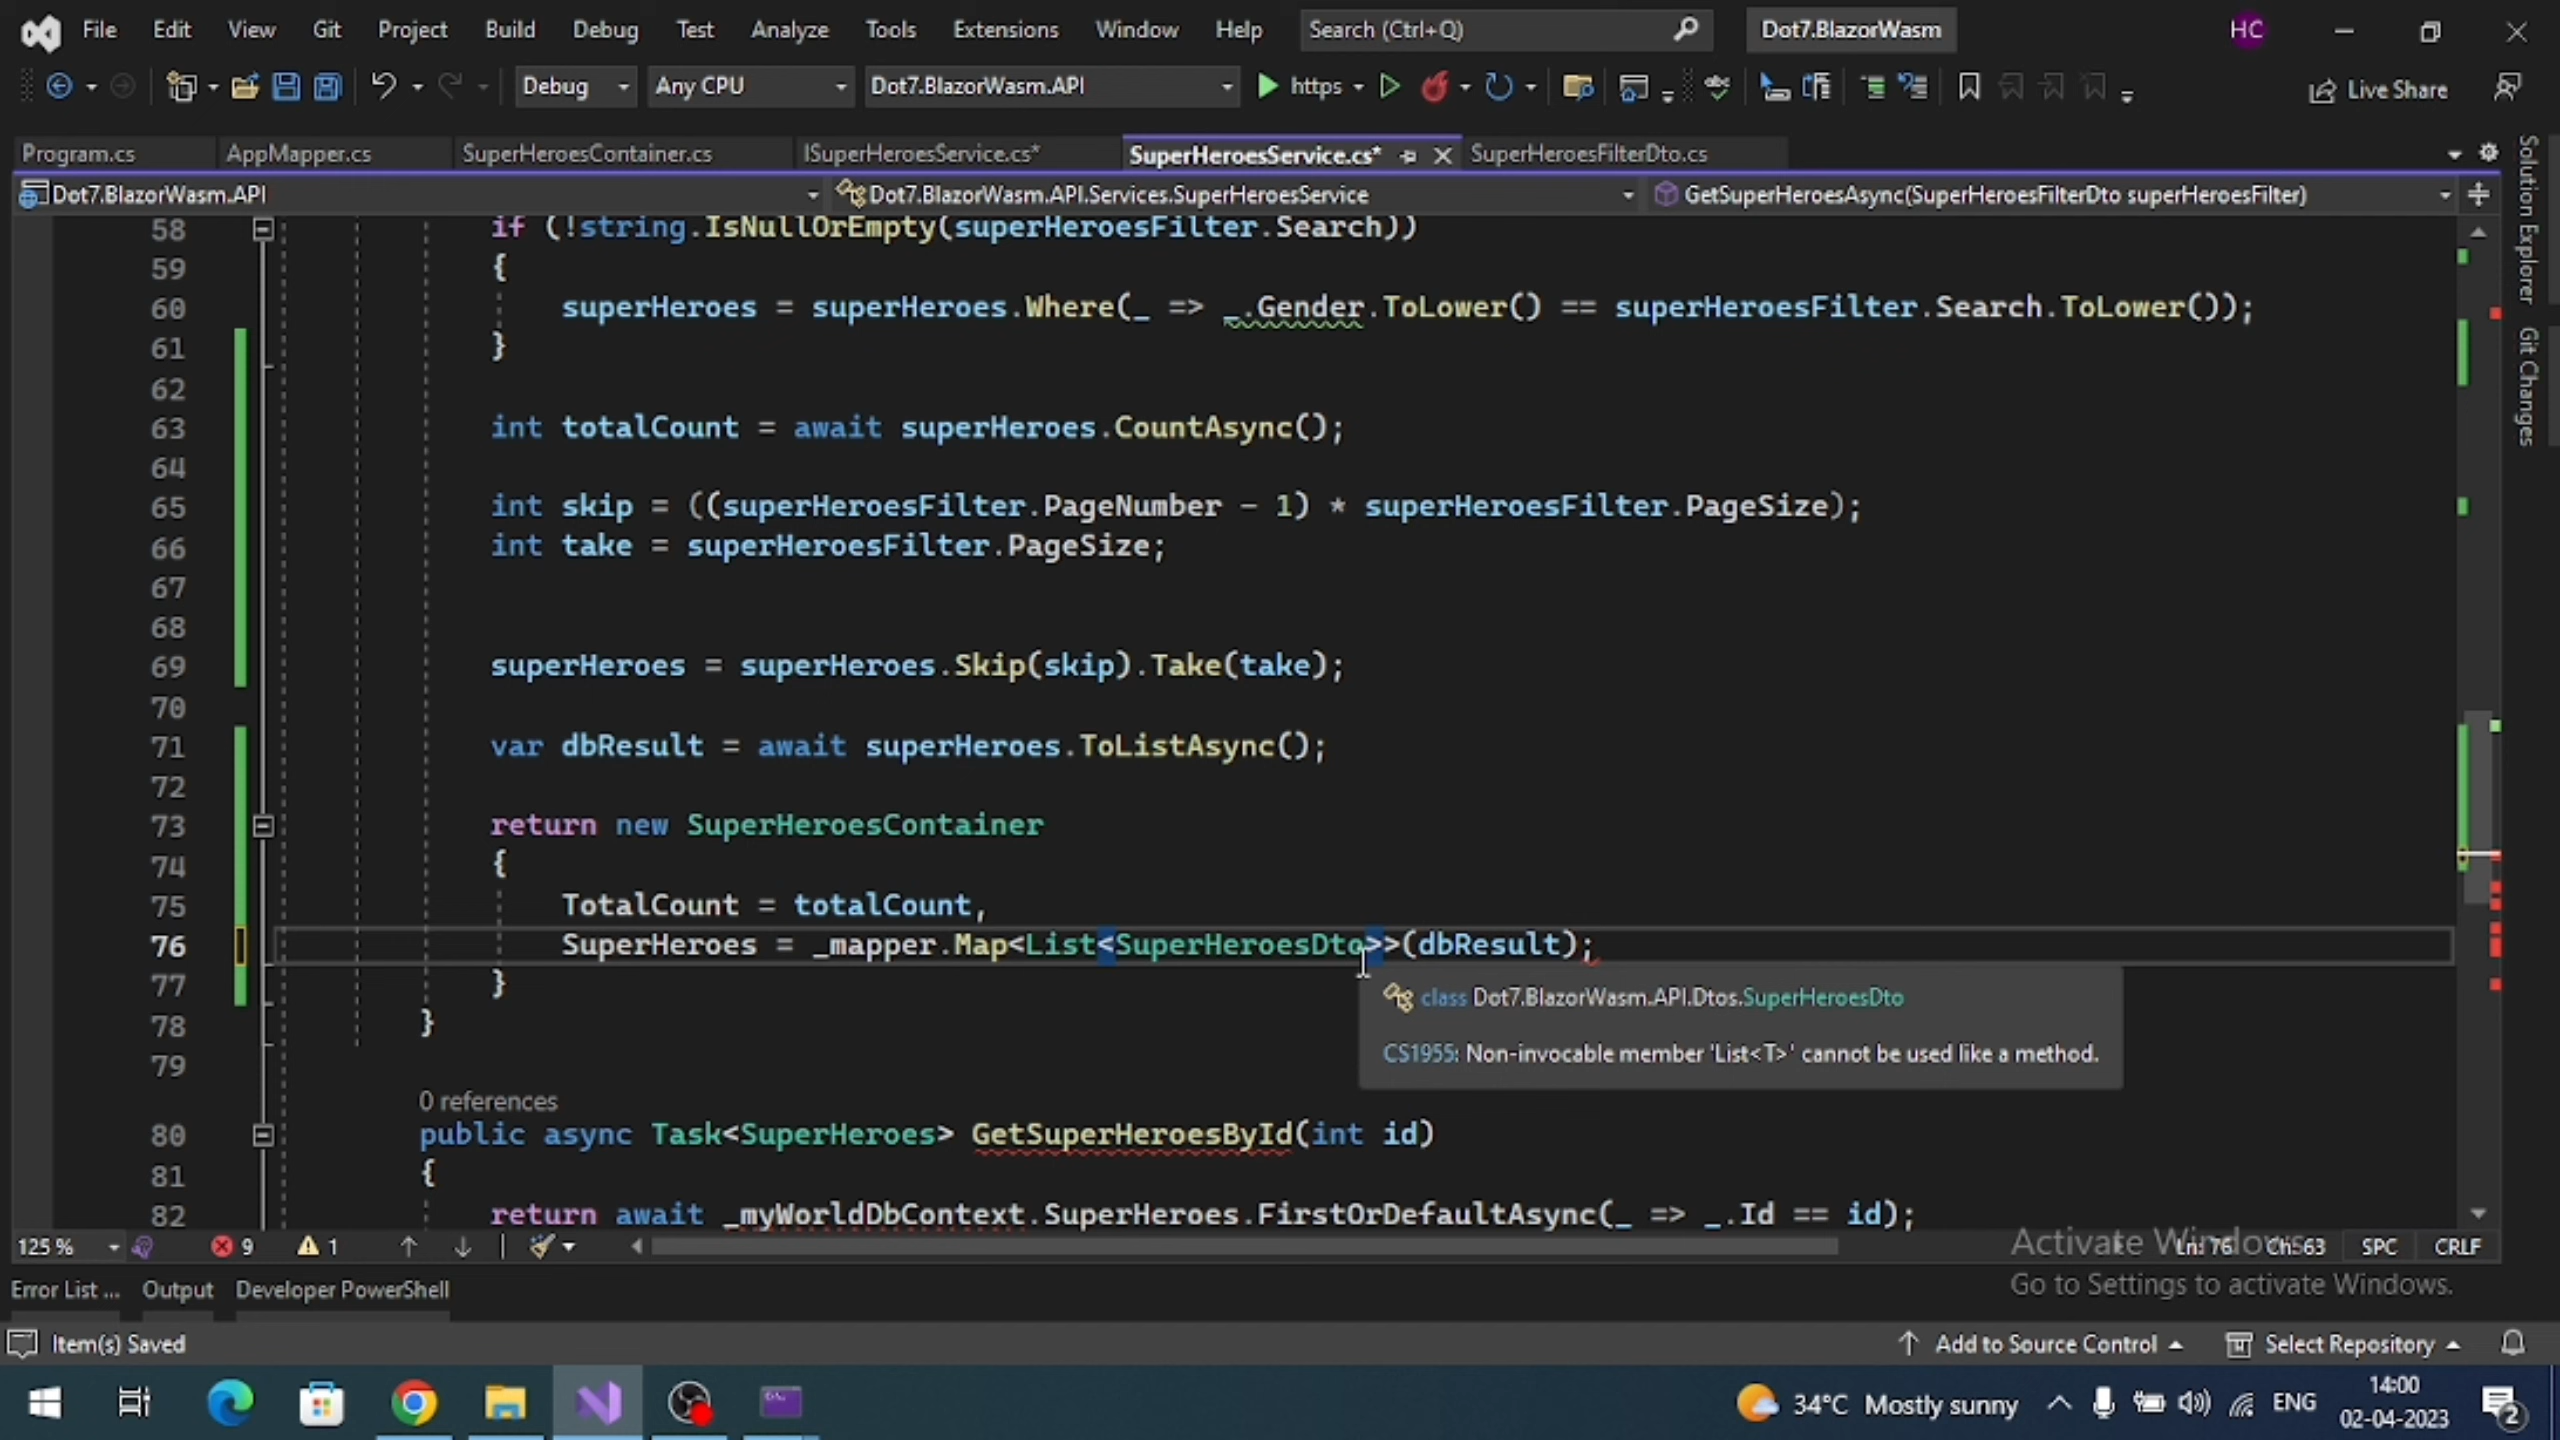 File Edit View Git Project Build Debug Test Analyze Tools Extensions Window Help Search (Ctrl+Q) Dot7.BlazorWasm HC
Debug Any CPU Dot7.BlazorWasm.API https Live Share
Program.cs AppMapper.cs SuperHeroesContainer.cs ISuperHeroesService.cs* SuperHeroesService.cs* SuperHeroesFilterDto.cs
Dot7.BlazorWasm.API Dot7.BlazorWasm.API.Services.SuperHeroesService GetSuperHeroesAsync(SuperHeroesFilterDto superHeroesFilter)
Solution Explorer
Git Changes
58 if (!string.IsNullOrEmpty(superHeroesFilter.Search))
59 {
60 superHeroes = superHeroes.Where(_ => _.Gender.ToLower() == superHeroesFilter.Search.ToLower());
61 }
62
63 int totalCount = await superHeroes.CountAsync();
64
65 int skip = ((superHeroesFilter.PageNumber - 1) * superHeroesFilter.PageSize);
66 int take = superHeroesFilter.PageSize;
67
68
69 superHeroes = superHeroes.Skip(skip).Take(take);
70
71 var dbResult = await superHeroes.ToListAsync();
72
73 return new SuperHeroesContainer
74 {
75 TotalCount = totalCount,
76 SuperHeroes = _mapper.Map<List<SuperHeroesDto>>(dbResult);
77 }
class Dot7.BlazorWasm.API.Dtos.SuperHeroesDto
78 }
CS1955: Non-invocable member 'List<T>' cannot be used like a method.
79
0 references
80 public async Task<SuperHeroes> GetSuperHeroesById(int id)
81 {
82 return await _myWorldDbContext.SuperHeroes.FirstOrDefaultAsync(_ => _.Id == id);
125 % 9 1 Ln: 76 Ch: 63 SPC CRLF
Activate Windows
Go to Settings to activate Windows.
Error List ... Output Developer PowerShell
Item(s) Saved Add to Source Control Select Repository
34°C Mostly sunny ENG 14:00
02-04-2023 2